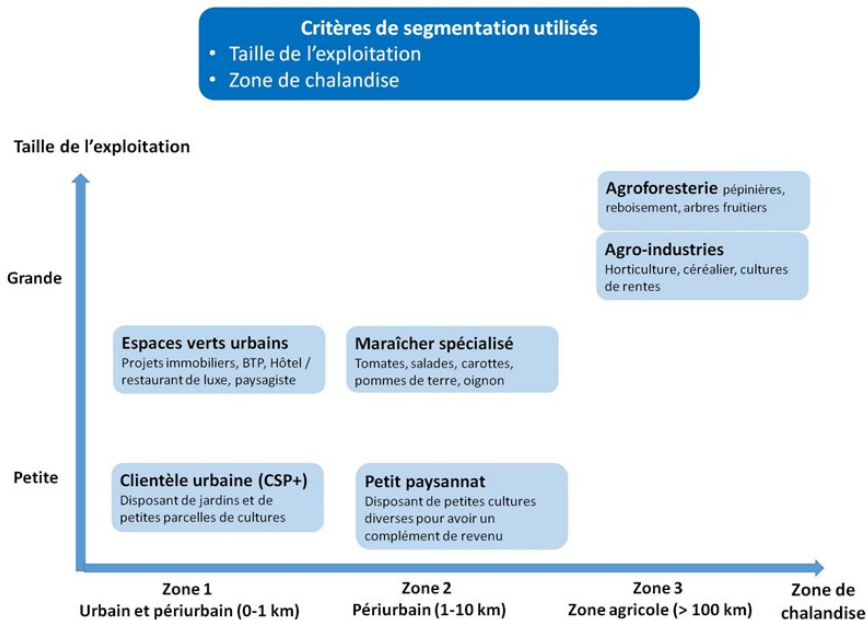 Critères de segmentation utilisés
• Taille de l'exploitation
• Zone de chalandise
Taille de l'exploitation
Agroforesterie pépinières,
reboisement, arbres fruitiers
Agro-industries
Horticulture, céréalier, cultures
de rentes
Grande
Espaces verts urbains
Projets immobiliers, BTP, Hôtel /
restaurant de luxe, paysagiste
Maraîcher spécialisé
Tomates, salades, carottes,
pommes de terre, oignon
Petite
Clientèle urbaine (CSP+)
Disposant de jardins et de
petites parcelles de cultures
Petit paysannat
Disposant de petites cultures
diverses pour avoir un
complément de revenu
Zone 1
Urbain et périurbain (0-1 km)
Zone 2
Périurbain (1-10 km)
Zone 3
Zone agricole (> 100 km)
Zone de
chalandise